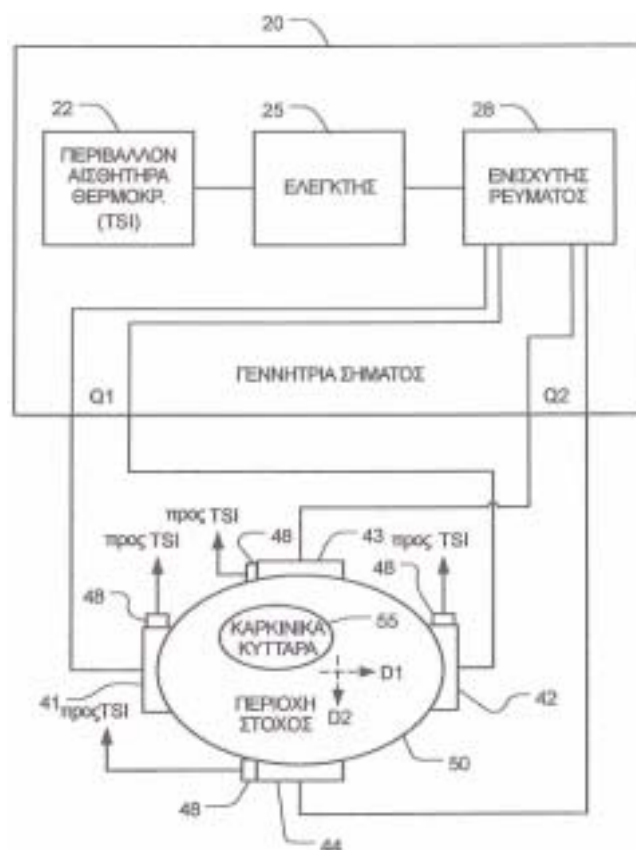 20
22
25
28
ΠΕΡΙΒΑΛΛΟΝ
ΑΙΣΘΗΤΗΡΑ
ΘΕΡΜΟΚΡ.
(TSI)
ΕΛΕΓΚΤΗΣ
ΕΝΙΣΧΥΤΗΣ
ΡΕΥΜΑΤΟΣ
ΓΕΝΝΗΤΡΙΑ ΣΗΜΑΤΟΣ
Q1
Q2
προς TSI
48
43
προς TSI
προς TSI
48
48
55
ΚΑΡΚΙΝΙΚΑ
ΚΥΤΤΑΡΑ
D1
41
προς TSI
ΠΕΡΙΟΧΗ
ΣΤΟΧΟΣ
D2
42
50
48
44